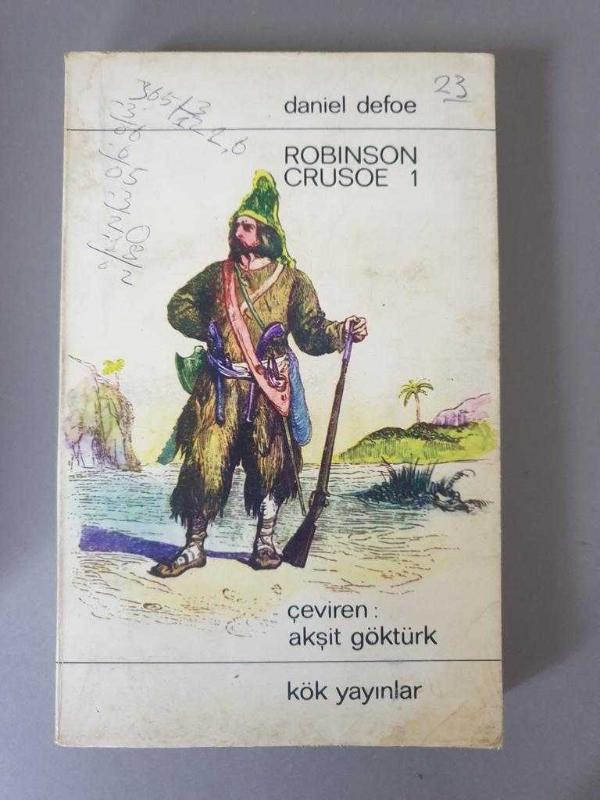 23
daniel defoe
ROBINSON
CRUSOE 1
çeviren :
akşit göktürk
kök yayınlar